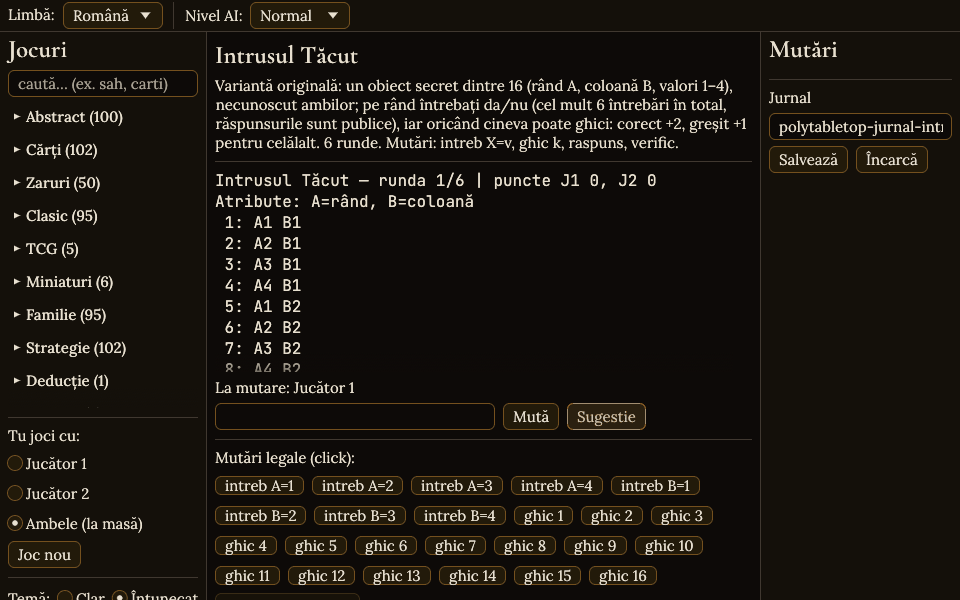 Limbă: Română ▼ Nivel AI: Normal ▼
Jocuri
caută... (ex. sah, carti)
▸ Abstract (100)
▸ Cărți (102)
▸ Zaruri (50)
▸ Clasic (95)
▸ TCG (5)
▸ Miniaturi (6)
▸ Familie (95)
▸ Strategie (102)
▸ Deducție (1)
Tu joci cu:
Jucător 1
Jucător 2
Ambele (la masă)
Joc nou
Temă: Clar Întunecat
Intrusul Tăcut
Variantă originală: un obiect secret dintre 16 (rând A, coloană B, valori 1–4),
necunoscut ambilor; pe rând întrebați da/nu (cel mult 6 întrebări în total,
răspunsurile sunt publice), iar oricând cineva poate ghici: corect +2, greșit +1
pentru celălalt. 6 runde. Mutări: intreb X=v, ghic k, raspuns, verific.
Intrusul Tăcut — runda 1/6 | puncte J1 0, J2 0
Atribute: A=rând, B=coloană
1: A1 B1
2: A2 B1
3: A3 B1
4: A4 B1
5: A1 B2
6: A2 B2
7: A3 B2
8: A4 B2
La mutare: Jucător 1
Mută Sugestie
Mutări legale (click):
intreb A=1 intreb A=2 intreb A=3 intreb A=4 intreb B=1
intreb B=2 intreb B=3 intreb B=4 ghic 1 ghic 2 ghic 3
ghic 4 ghic 5 ghic 6 ghic 7 ghic 8 ghic 9 ghic 10
ghic 11 ghic 12 ghic 13 ghic 14 ghic 15 ghic 16
Mutări
Jurnal
polytabletop-jurnal-intr
Salvează Încarcă